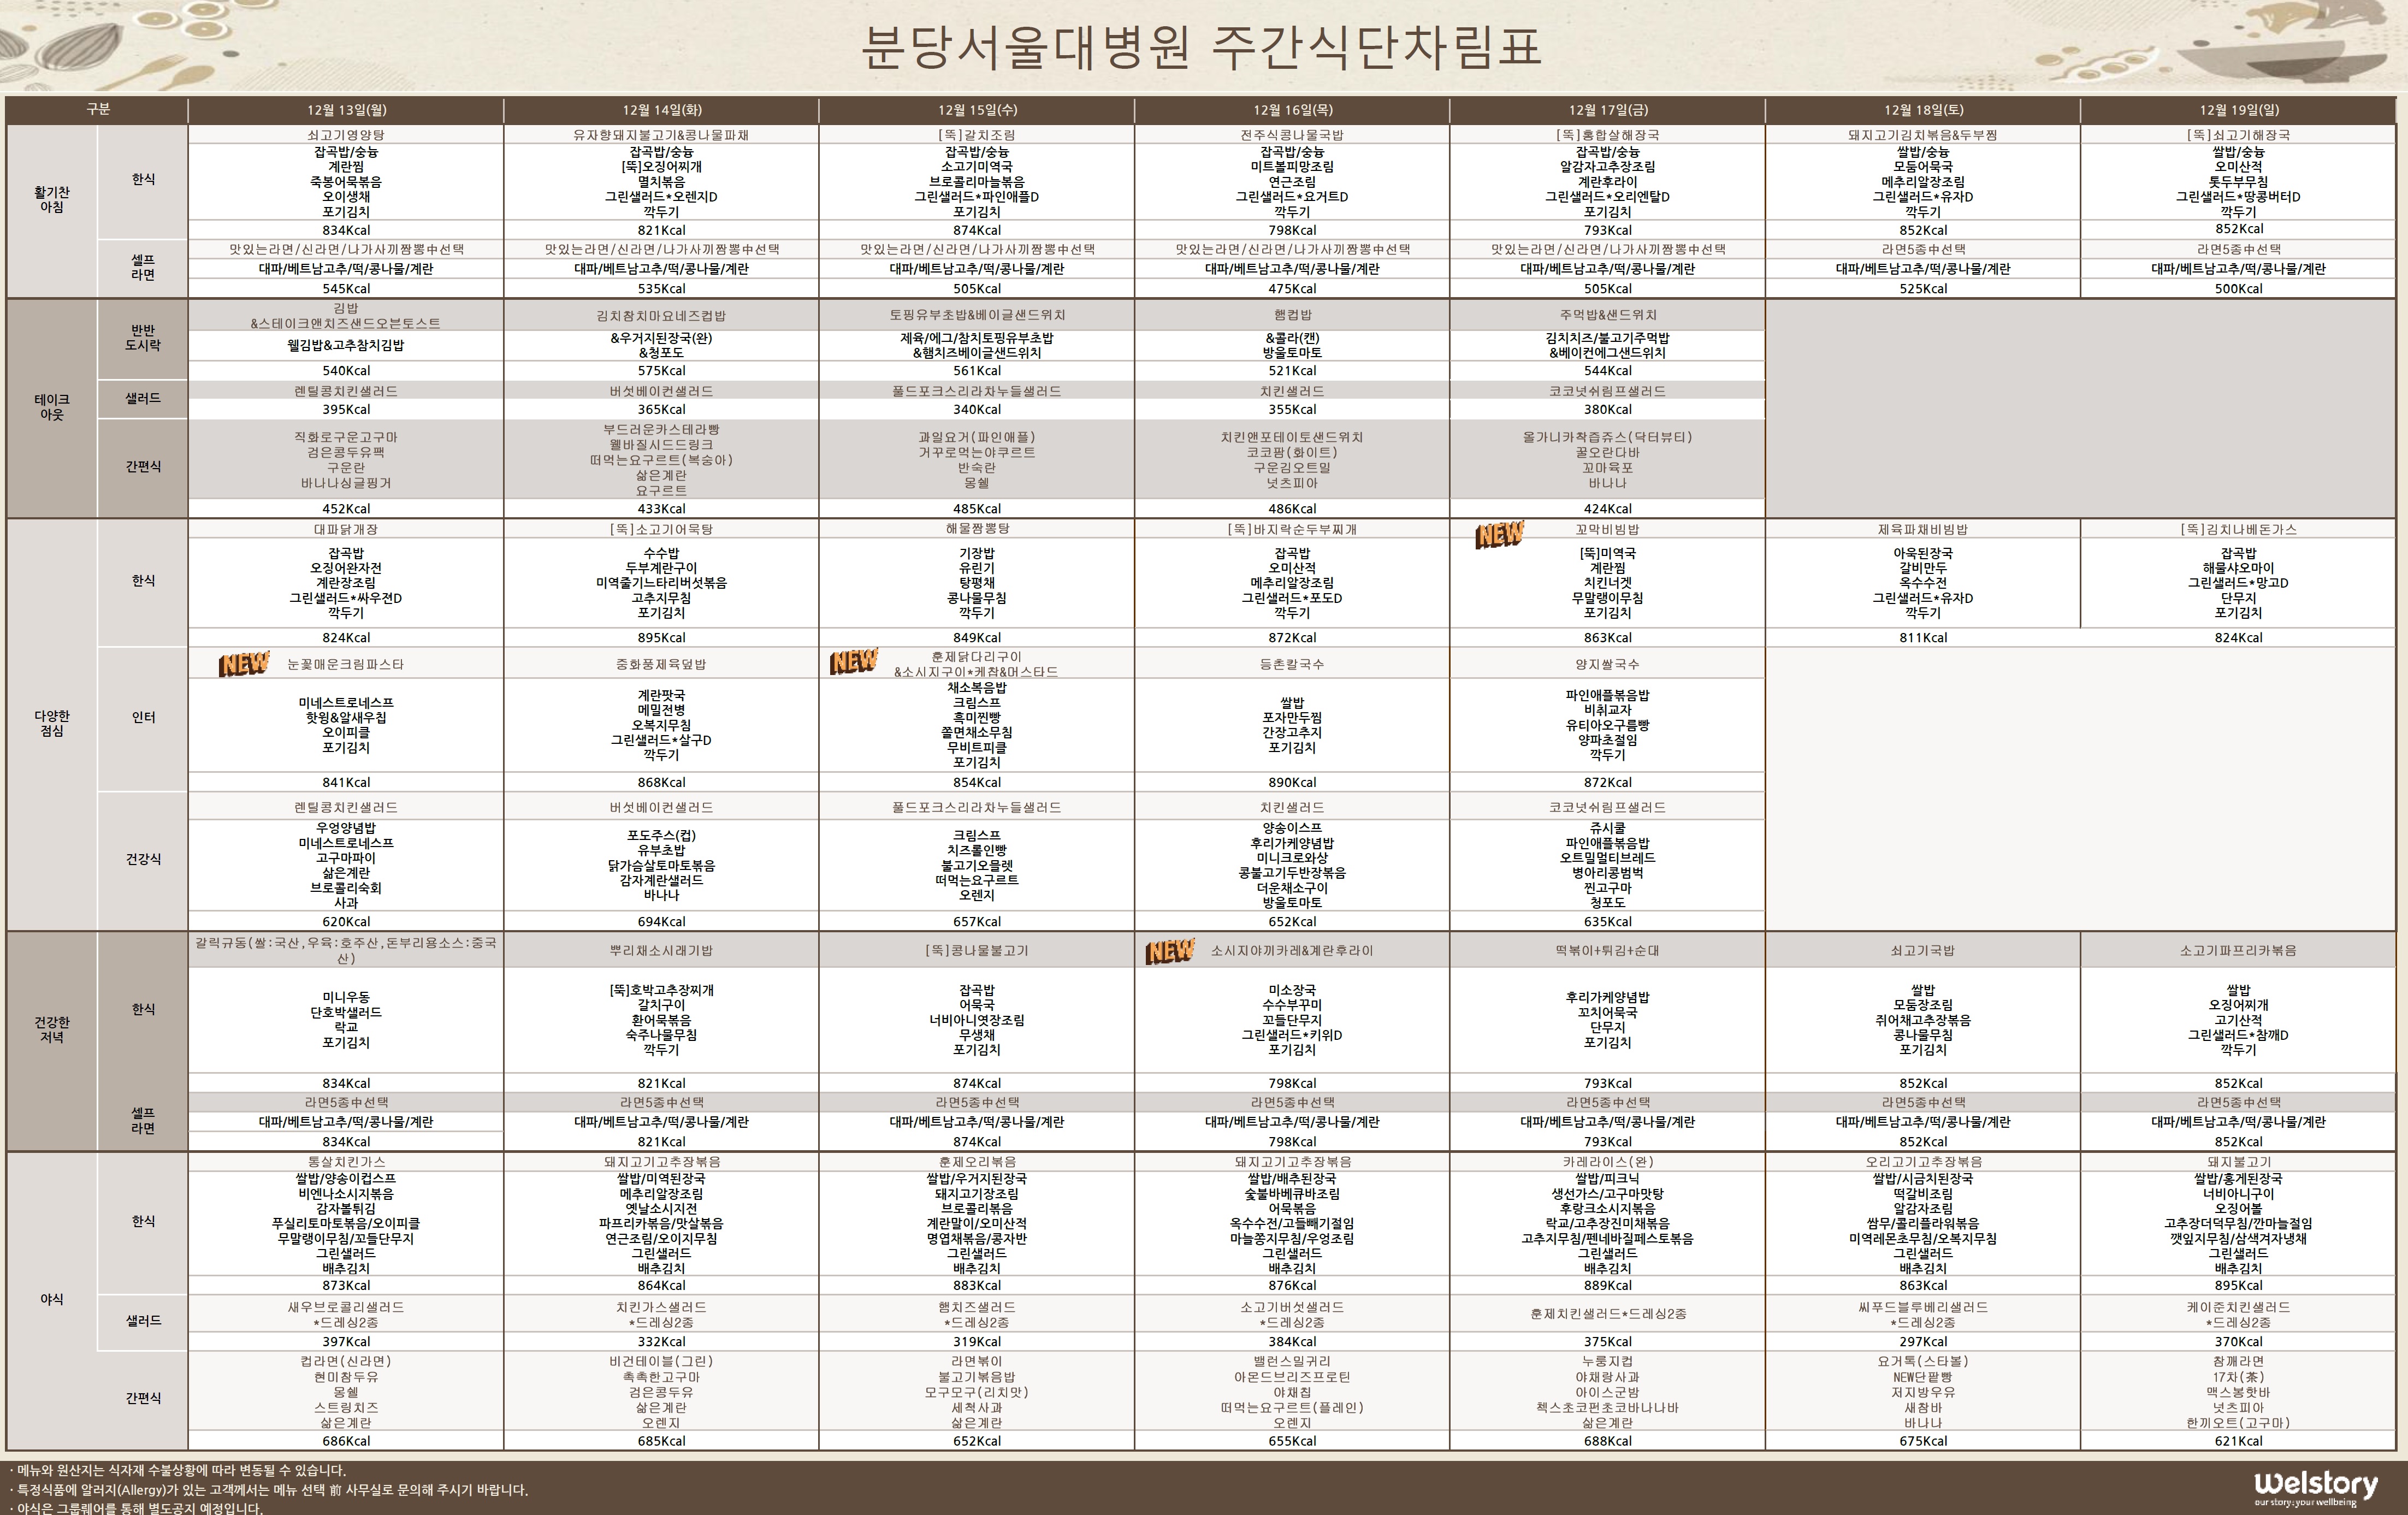 분당서울대병원 주간식단차림표
구분
12월 13일(월)
12월 14일(화)
12월 15일(수)
12월 16일(목)
12월 17일(금)
12월 18일(토)
12월 19일(일)
활기찬
아침
한식
쇠고기영양탕
잡곡밥/숭늉
계란찜
죽봉어묵볶음
오이생채
포기김치
834Kcal
유자향돼지불고기&콩나물파채
잡곡밥/숭늉
[뚝]오징어찌개
멸치볶음
그린샐러드*오렌지D
깍두기
821Kcal
[뚝]갈치조림
잡곡밥/숭늉
소고기미역국
브로콜리마늘볶음
그린샐러드*파인애플D
포기김치
874Kcal
전주식콩나물국밥
잡곡밥/숭늉
미트볼피망조림
연근조림
그린샐러드*요거트D
깍두기
798Kcal
[뚝]홍합살해장국
잡곡밥/숭늉
알감자고추장조림
계란후라이
그린샐러드*오리엔탈D
포기김치
793Kcal
돼지고기김치볶음&두부찜
쌀밥/숭늉
모둠어묵국
메추리알장조림
그린샐러드*유자D
깍두기
852Kcal
[뚝]쇠고기해장국
쌀밥/숭늉
오미산적
톳두부무침
그린샐러드*땅콩버터D
깍두기
852Kcal
셀프
라면
맛있는라면/신라면/나가사끼짬뽕中선택
대파/베트남고추/떡/콩나물/계란
545Kcal
맛있는라면/신라면/나가사끼짬뽕中선택
대파/베트남고추/떡/콩나물/계란
535Kcal
맛있는라면/신라면/나가사끼짬뽕中선택
대파/베트남고추/떡/콩나물/계란
505Kcal
맛있는라면/신라면/나가사끼짬뽕中선택
대파/베트남고추/떡/콩나물/계란
475Kcal
맛있는라면/신라면/나가사끼짬뽕中선택
대파/베트남고추/떡/콩나물/계란
505Kcal
라면5종中선택
대파/베트남고추/떡/콩나물/계란
525Kcal
라면5종中선택
대파/베트남고추/떡/콩나물/계란
500Kcal
테이크
아웃
반반
도시락
김밥
&스테이크앤치즈샌드오븐토스트
웰김밥&고추참치김밥
540Kcal
김치참치마요네즈컵밥
&우거지된장국(완)
&청포도
575Kcal
토핑유부초밥&베이글샌드위치
제육/에그/참치토핑유부초밥
&햄치즈베이글샌드위치
561Kcal
햄컵밥
&콜라(캔)
방울토마토
521Kcal
주먹밥&샌드위치
김치치즈/불고기주먹밥
&베이컨에그샌드위치
544Kcal
샐러드
렌틸콩치킨샐러드
395Kcal
버섯베이컨샐러드
365Kcal
풀드포크스리라차누들샐러드
340Kcal
치킨샐러드
355Kcal
코코넛쉬림프샐러드
380Kcal
간편식
직화로구운고구마
검은콩두유팩
구운란
바나나싱글핑거
452Kcal
부드러운카스테라빵
웰바질시드드링크
떠먹는요구르트(복숭아)
삶은계란
요구르트
433Kcal
과일요거(파인애플)
거꾸로먹는야쿠르트
반숙란
몽쉘
485Kcal
치킨앤포테이토샌드위치
코코팜(화이트)
구운김오트밀
넛츠피아
486Kcal
올가니카착즙쥬스(닥터뷰티)
꿀오란다바
꼬마육포
바나나
424Kcal
다양한
점심
한식
대파닭개장
잡곡밥
오징어완자전
계란장조림
그린샐러드*싸우젼D
깍두기
824Kcal
[뚝]소고기어묵탕
수수밥
두부계란구이
미역줄기느타리버섯볶음
고추지무침
포기김치
895Kcal
해물짬뽕탕
기장밥
유린기
탕평채
콩나물무침
깍두기
849Kcal
[뚝]바지락순두부찌개
잡곡밥
오미산적
메추리알장조림
그린샐러드*포도D
깍두기
872Kcal
NEW
꼬막비빔밥
[뚝]미역국
계란찜
치킨너겟
무말랭이무침
포기김치
863Kcal
제육파채비빔밥
아욱된장국
갈비만두
옥수수전
그린샐러드*유자D
깍두기
811Kcal
[뚝]김치나베돈가스
잡곡밥
해물샤오마이
그린샐러드*망고D
단무지
포기김치
824Kcal
인터
NEW
눈꽃매운크림파스타
미네스트로네스프
핫윙&알새우칩
오이피클
포기김치
841Kcal
중화풍제육덮밥
계란팟국
메밀전병
오복지무침
그린샐러드*살구D
깍두기
868Kcal
NEW
훈제닭다리구이
&소시지구이*케찹&머스타드
채소볶음밥
크림스프
흑미찐빵
쫄면채소무침
무비트피클
포기김치
854Kcal
등촌칼국수
쌀밥
포자만두찜
간장고추지
포기김치
890Kcal
양지쌀국수
파인애플볶음밥
비취교자
유티아오구름빵
양파초절임
깍두기
872Kcal
건강식
렌틸콩치킨샐러드
우엉양념밥
미네스트로네스프
고구마파이
삶은계란
브로콜리숙회
사과
620Kcal
버섯베이컨샐러드
포도주스(컵)
유부초밥
닭가슴살토마토볶음
감자계란샐러드
바나나
694Kcal
풀드포크스리라차누들샐러드
크림스프
치즈롤인빵
불고기오믈렛
떠먹는요구르트
오렌지
657Kcal
치킨샐러드
양송이스프
후리가케양념밥
미니크로와상
콩불고기두반장볶음
더운채소구이
방울토마토
652Kcal
코코넛쉬림프샐러드
쥬시쿨
파인애플볶음밥
오트밀멀티브레드
병아리콩범벅
찐고구마
청포도
635Kcal
건강한
저녁
한식
갈릭규동(쌀:국산,우육:호주산,돈부리용소스:중국
산)
미니우동
단호박샐러드
락교
포기김치
834Kcal
뿌리채소시래기밥
[뚝]호박고추장찌개
갈치구이
환어묵볶음
숙주나물무침
깍두기
821Kcal
[뚝]콩나물불고기
잡곡밥
어묵국
너비아니엿장조림
무생채
포기김치
874Kcal
NEW
소시지야끼카레&계란후라이
미소장국
수수부꾸미
꼬들단무지
그린샐러드*키위D
포기김치
798Kcal
떡볶이+튀김+순대
후리가케양념밥
꼬치어묵국
단무지
포기김치
793Kcal
쇠고기국밥
쌀밥
모둠장조림
쥐어채고추장볶음
콩나물무침
포기김치
852Kcal
소고기파프리카볶음
쌀밥
오징어찌개
고기산적
그린샐러드*참깨D
깍두기
852Kcal
셀프
라면
라면5종中선택
대파/베트남고추/떡/콩나물/계란
834Kcal
라면5종中선택
대파/베트남고추/떡/콩나물/계란
821Kcal
라면5종中선택
대파/베트남고추/떡/콩나물/계란
874Kcal
라면5종中선택
대파/베트남고추/떡/콩나물/계란
798Kcal
라면5종中선택
대파/베트남고추/떡/콩나물/계란
793Kcal
라면5종中선택
대파/베트남고추/떡/콩나물/계란
852Kcal
라면5종中선택
대파/베트남고추/떡/콩나물/계란
852Kcal
야식
한식
통살치킨가스
쌀밥/양송이컵스프
비엔나소시지볶음
감자볼튀김
푸실리토마토볶음/오이피클
무말랭이무침/꼬들단무지
그린샐러드
배추김치
873Kcal
돼지고기고추장볶음
쌀밥/미역된장국
메추리알장조림
옛날소시지전
파프리카볶음/맛살볶음
연근조림/오이지무침
그린샐러드
배추김치
864Kcal
훈제오리볶음
쌀밥/우거지된장국
돼지고기장조림
브로콜리볶음
계란말이/오미산적
명엽채볶음/콩자반
그린샐러드
배추김치
883Kcal
돼지고기고추장볶음
쌀밥/배추된장국
숯불바베큐바조림
어묵볶음
옥수수전/고들빼기절임
마늘쫑지무침/우엉조림
그린샐러드
배추김치
876Kcal
카레라이스(완)
쌀밥/피크닉
생선가스/고구마맛탕
후랑크소시지볶음
락교/고추장진미채볶음
고추지무침/펜네바질페스토볶음
그린샐러드
배추김치
889Kcal
오리고기고추장볶음
쌀밥/시금치된장국
떡갈비조림
알감자조림
쌈무/콜리플라워볶음
미역레몬초무침/오복지무침
그린샐러드
배추김치
863Kcal
돼지불고기
쌀밥/홍게된장국
너비아니구이
오징어볼
고추장더덕무침/깐마늘절임
깻잎지무침/삼색겨자냉채
그린샐러드
배추김치
895Kcal
샐러드
새우브로콜리샐러드
*드레싱2종
397Kcal
치킨가스샐러드
*드레싱2종
332Kcal
햄치즈샐러드
*드레싱2종
319Kcal
소고기버섯샐러드
*드레싱2종
384Kcal
훈제치킨샐러드*드레싱2종
375Kcal
씨푸드블루베리샐러드
*드레싱2종
297Kcal
케이준치킨샐러드
*드레싱2종
370Kcal
간편식
컵라면(신라면)
현미참두유
몽쉘
스트링치즈
삶은계란
686Kcal
비건테이블(그린)
촉촉한고구마
검은콩두유
삶은계란
오렌지
685Kcal
라면볶이
불고기볶음밥
모구모구(리치맛)
세척사과
삶은계란
652Kcal
밸런스밀귀리
아몬드브리즈프로틴
야채칩
떠먹는요구르트(플레인)
오렌지
655Kcal
누룽지컵
야채랑사과
아이스군밤
첵스초코펀초코바나나바
삶은계란
688Kcal
요거톡(스타볼)
NEW단팥빵
저지방우유
새참바
바나나
675Kcal
참깨라면
17차(茶)
맥스봉핫바
넛츠피아
한끼오트(고구마)
621Kcal
· 메뉴와 원산지는 식자재 수불상황에 따라 변동될 수 있습니다.
· 특정식품에 알러지(Allergy)가 있는 고객께서는 메뉴 선택 前 사무실로 문의해 주시기 바랍니다.
· 야식은 그룹웨어를 통해 별도공지 예정입니다.
welstory
our story: your wellbeing